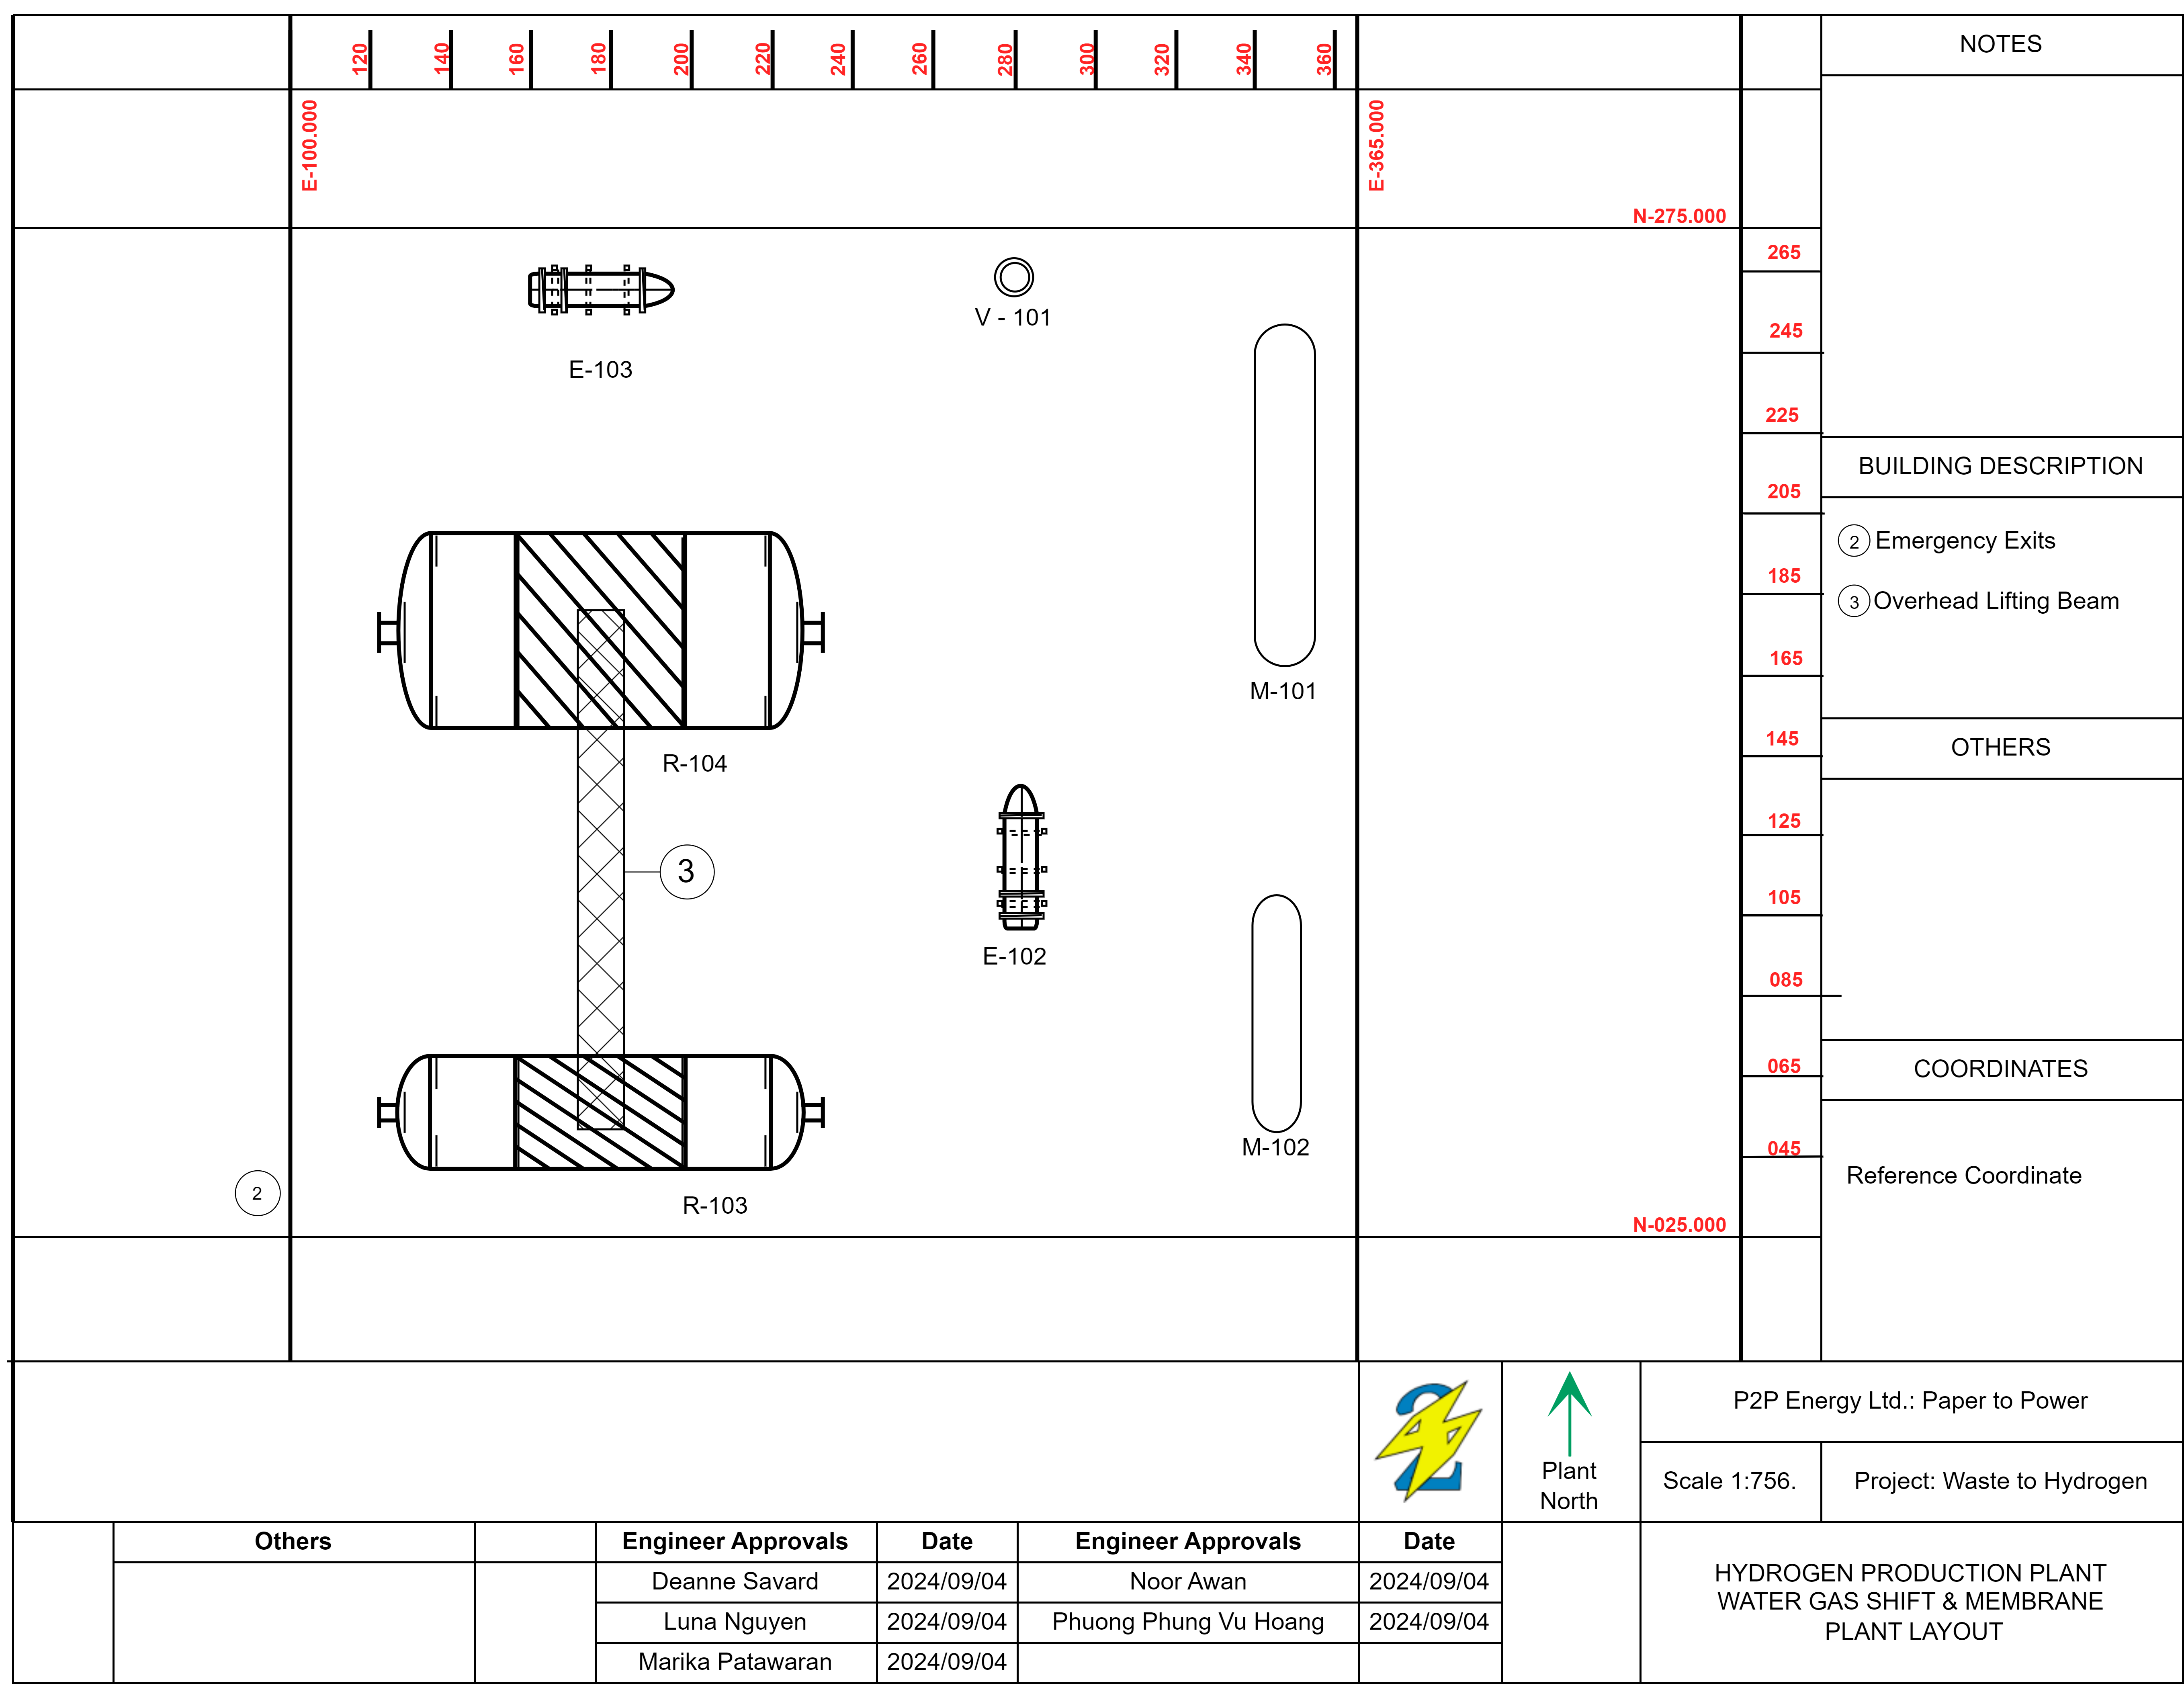 120
140
160
180
200
220
240
260
280
300
320
340
360
NOTES
E-100.000
E-365.000
N-275.000
265
245
225
205
185
165
145
125
105
085
065
045
N-025.000
V - 101
E-103
M-101
R-104
3
E-102
M-102
2
R-103
BUILDING DESCRIPTION
2 Emergency Exits
3 Overhead Lifting Beam
OTHERS
COORDINATES
Reference Coordinate
2
Plant
North
P2P Energy Ltd.: Paper to Power
Scale 1:756.
Project: Waste to Hydrogen
Others
Engineer Approvals
Date
Engineer Approvals
Date
Deanne Savard
2024/09/04
Noor Awan
2024/09/04
Luna Nguyen
2024/09/04
Phuong Phung Vu Hoang
2024/09/04
Marika Patawaran
2024/09/04
HYDROGEN PRODUCTION PLANT
WATER GAS SHIFT & MEMBRANE
PLANT LAYOUT